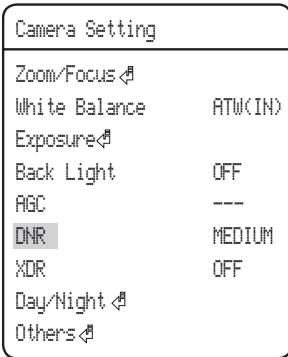 Camera Setting
Zoom/Focus
White Balance ATW(IN)
Exposure
Back Light OFF
AGC ---
DNR MEDIUM
XDR OFF
Day/Night
Others